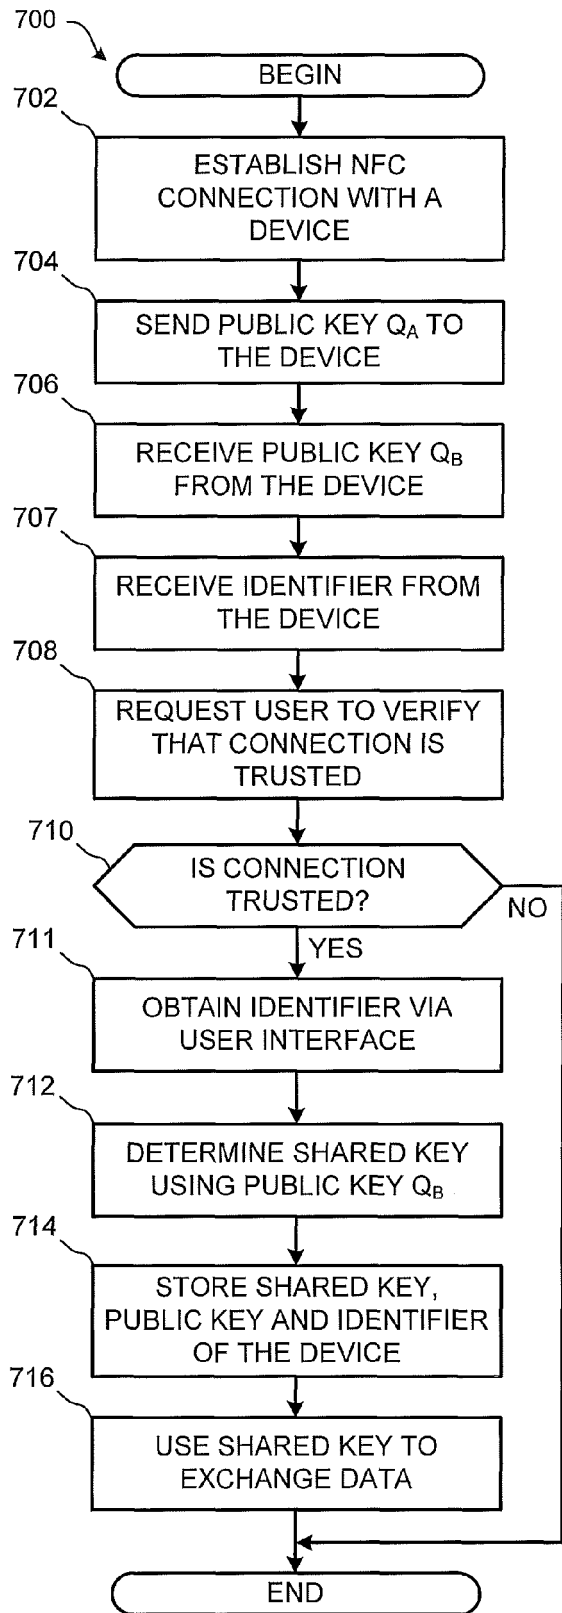 700
BEGIN
702
ESTABLISH NFC
CONNECTION WITH A
DEVICE
704
SEND PUBLIC KEY QA TO
THE DEVICE
706
RECEIVE PUBLIC KEY QB
FROM THE DEVICE
707
RECEIVE IDENTIFIER FROM
THE DEVICE
708
REQUEST USER TO VERIFY
THAT CONNECTION IS
TRUSTED
710
IS CONNECTION
TRUSTED?
NO
YES
711
OBTAIN IDENTIFIER VIA
USER INTERFACE
712
DETERMINE SHARED KEY
USING PUBLIC KEY QB
714
STORE SHARED KEY,
PUBLIC KEY AND IDENTIFIER
OF THE DEVICE
716
USE SHARED KEY TO
EXCHANGE DATA
END